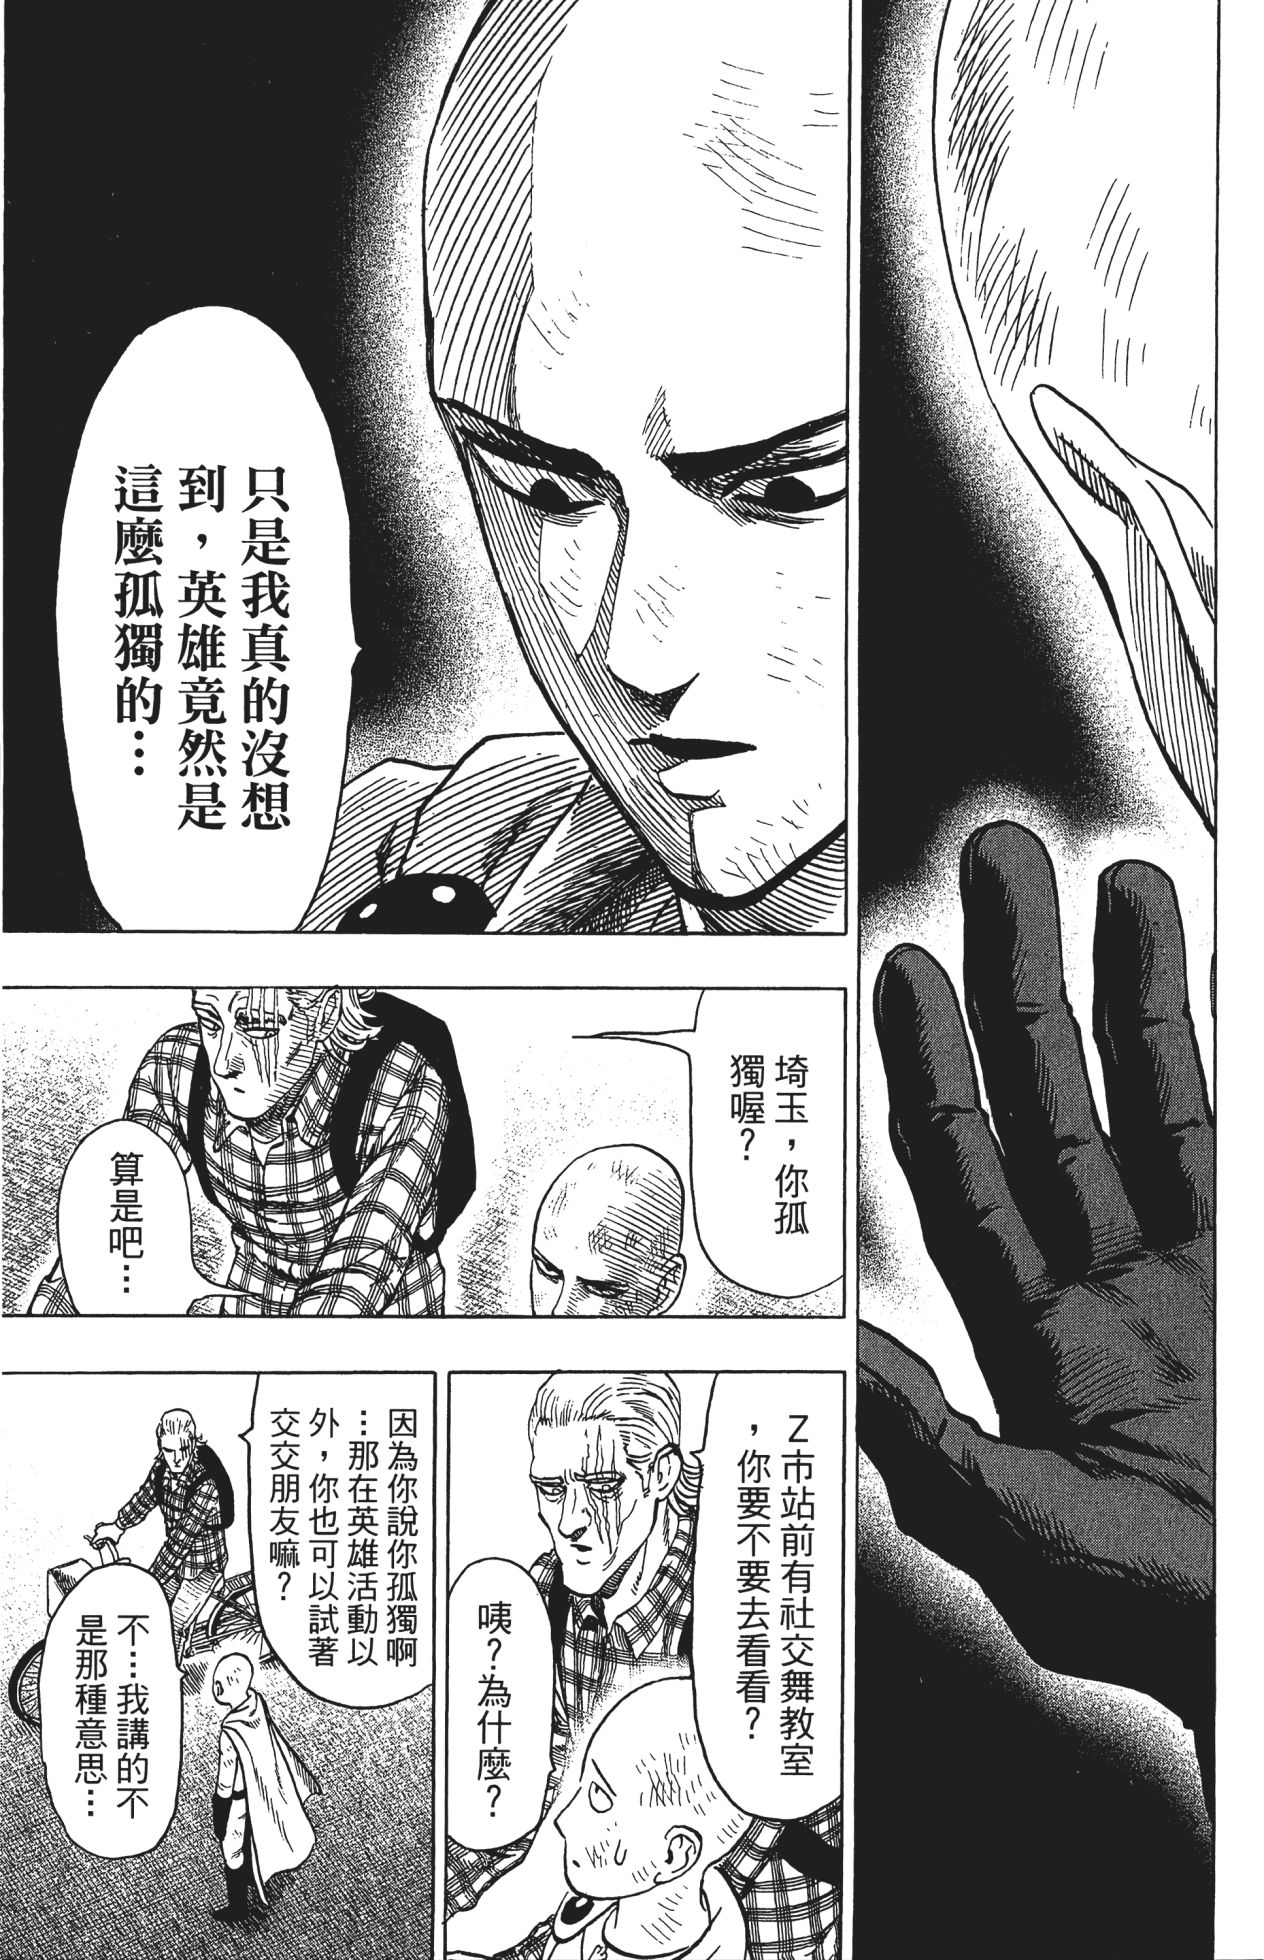 只是我真的沒想
到，英雄竟然是
這麼孤獨的…
埼玉，你孤
獨喔？
算是吧…
Z市站前有社交舞教室
，你要不要去看看？
咦？為什麼？
因為你說你孤獨啊
…那在英雄活動以
外，你也可以試著
交交朋友嘛？
不…我講的不
是那種意思…